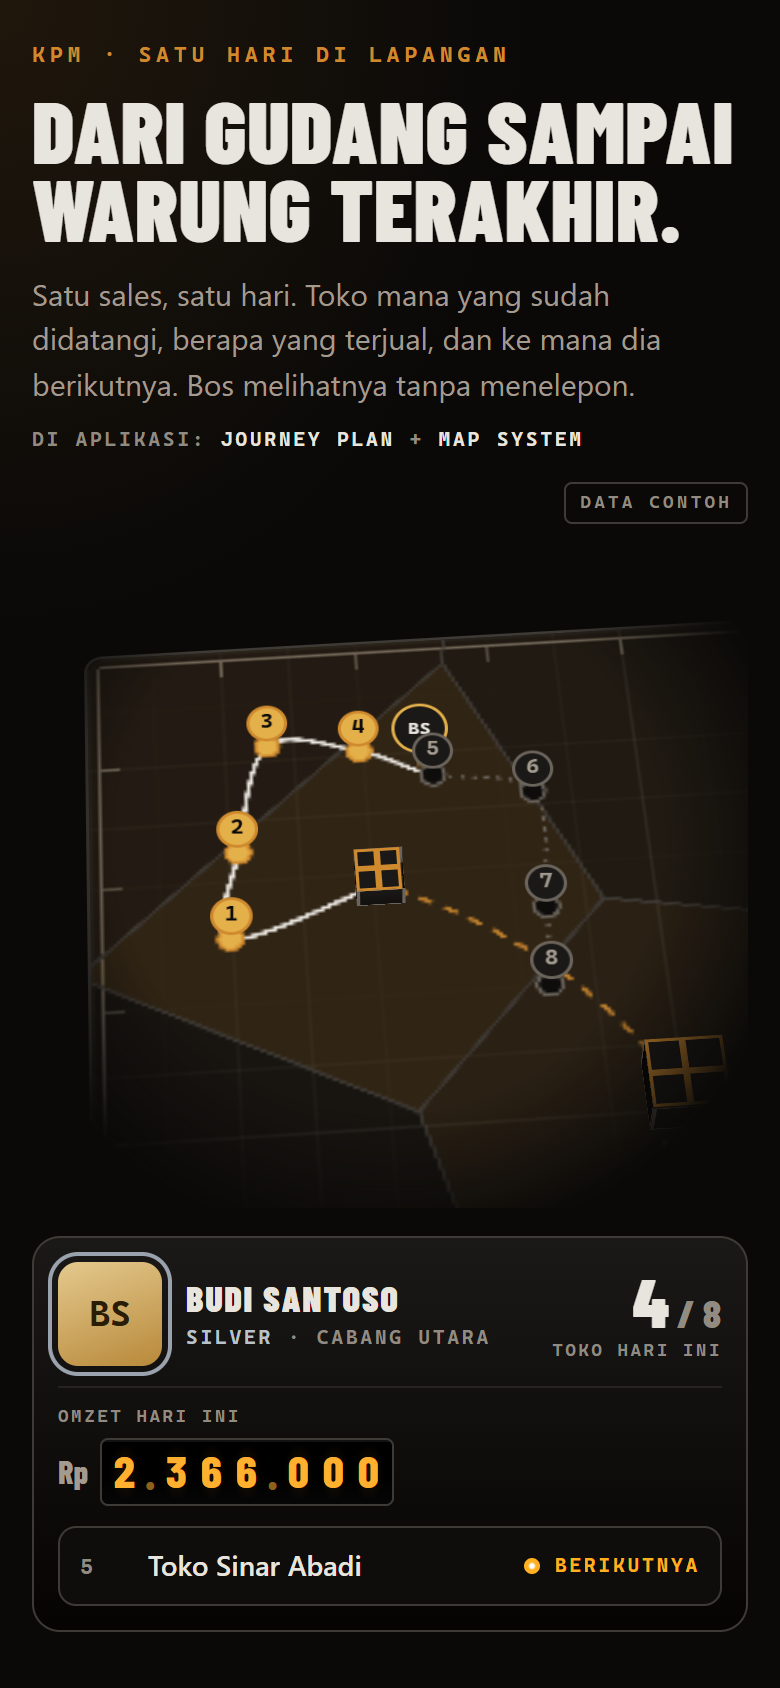 KPM · SATU HARI DI LAPANGAN
DARI GUDANG SAMPAI
WARUNG TERAKHIR.
Satu sales, satu hari. Toko mana yang sudah
didatangi, berapa yang terjual, dan ke mana dia
berikutnya. Bos melihatnya tanpa menelepon.
DI APLIKASI: JOURNEY PLAN + MAP SYSTEM
DATA CONTOH
3
4
BS
5
6
2
7
1
8
BS
BUDI SANTOSO
SILVER · CABANG UTARA
4 / 8
TOKO HARI INI
OMZET HARI INI
Rp 2.366.000
5 Toko Sinar Abadi BERIKUTNYA